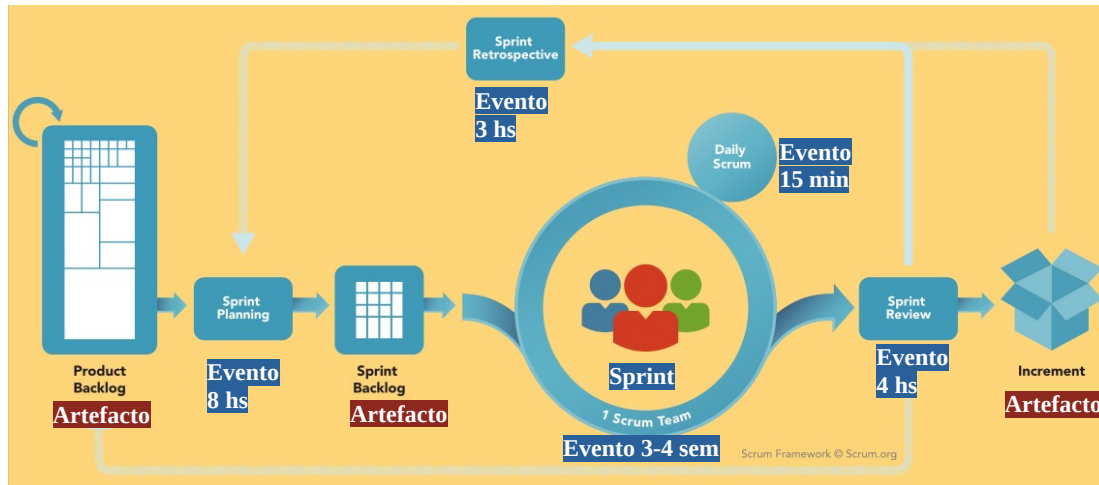 Sprint
Retrospective
Evento
3 hs
Daily
Scrum
Evento
15 min
Product
Backlog
Artefacto
Sprint
Planning
Evento
8 hs
Sprint
Backlog
Artefacto
Sprint
1 Scrum Team
Evento 3-4 sem
Sprint
Review
Evento
4 hs
Increment
Artefacto
Scrum Framework © Scrum.org